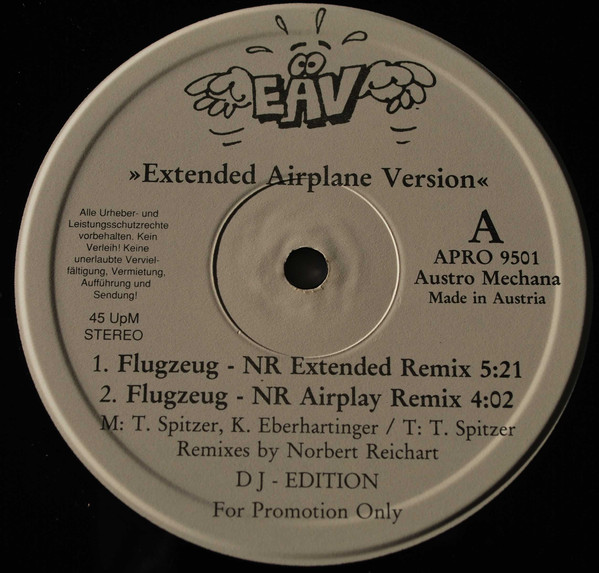 EAV
»Extended Airplane Version«
Alle Urheber- und
Leistungsschutzrechte
vorbehalten. Kein
Verleih! Keine
unerlaubte Verviel-
fältigung, Vermietung,
Aufführung und
Sendung!
45 UpM
STEREO
A
APRO 9501
Austro Mechana
Made in Austria
1. Flugzeug - NR Extended Remix 5:21
2. Flugzeug - NR Airplay Remix 4:02
M: T. Spitzer, K. Eberhartinger / T: T. Spitzer
Remixes by Norbert Reichart
D J - EDITION
For Promotion Only